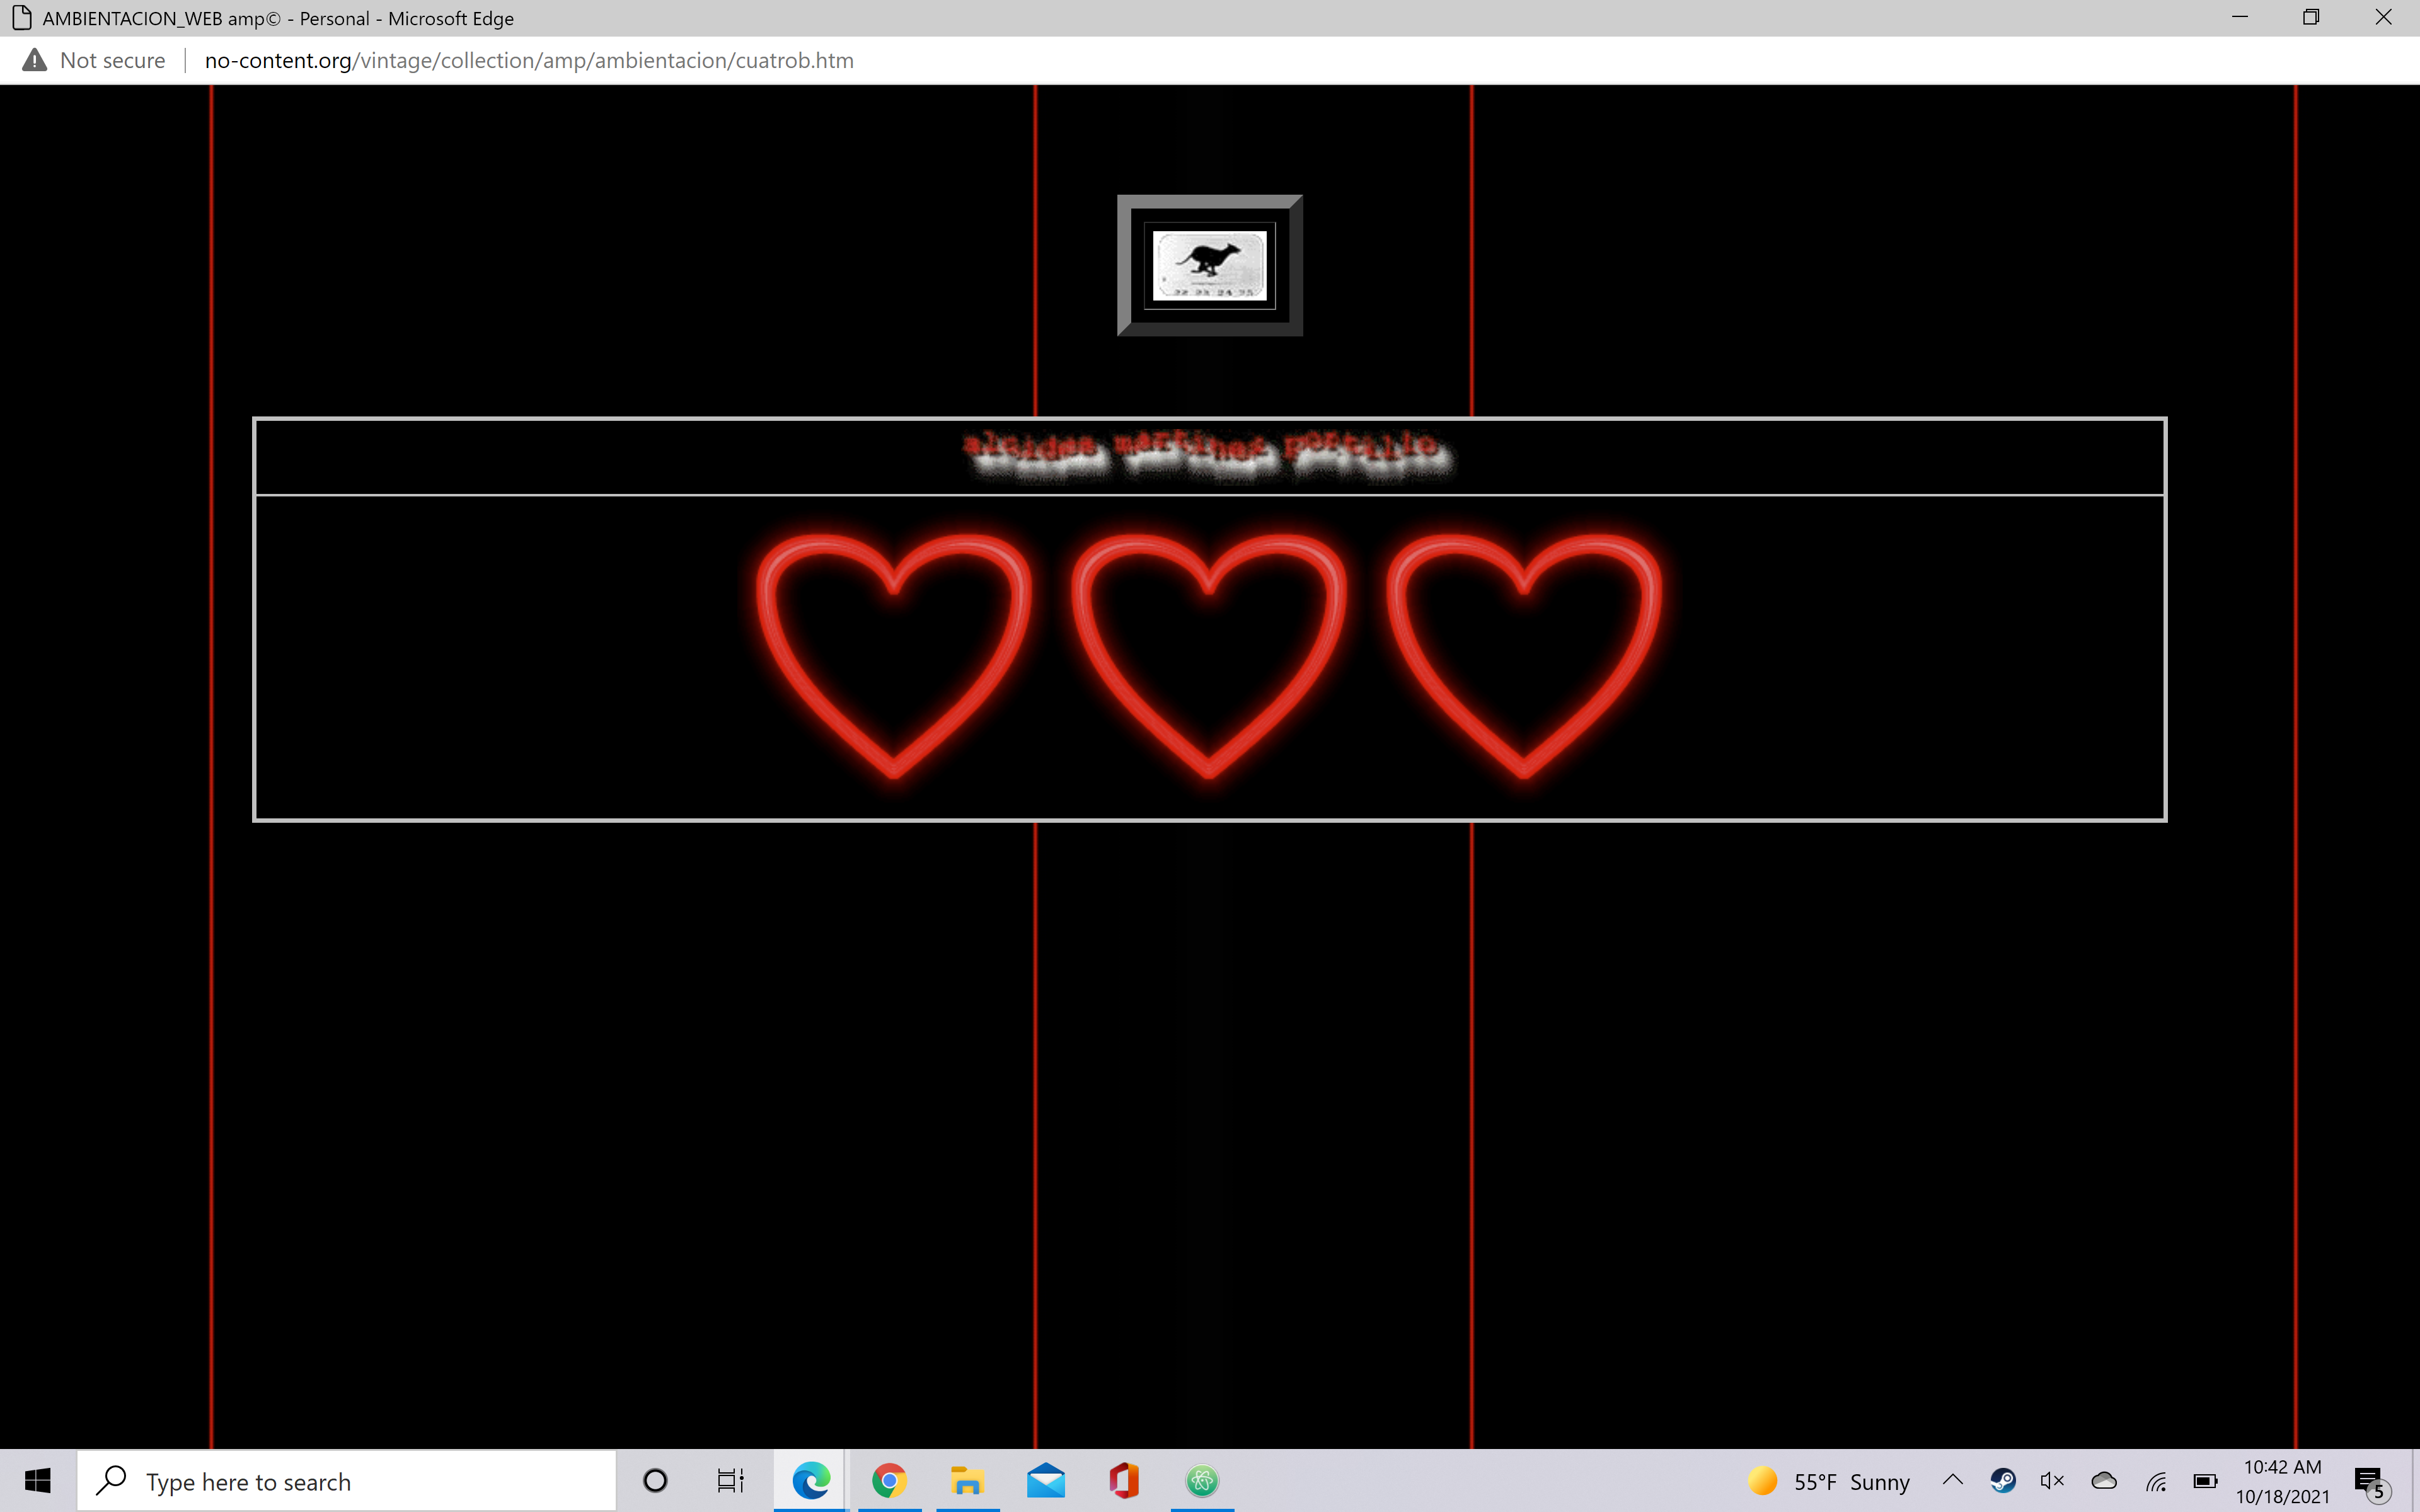 AMBIENTACION_WEB amp© - Personal - Microsoft Edge
Not secure
no-content.org/vintage/collection/amp/ambientacion/cuatrob.htm
22 23 24 25
alcides martinez portillo
Type here to search
55°F Sunny
10:42 AM
10/18/2021
5